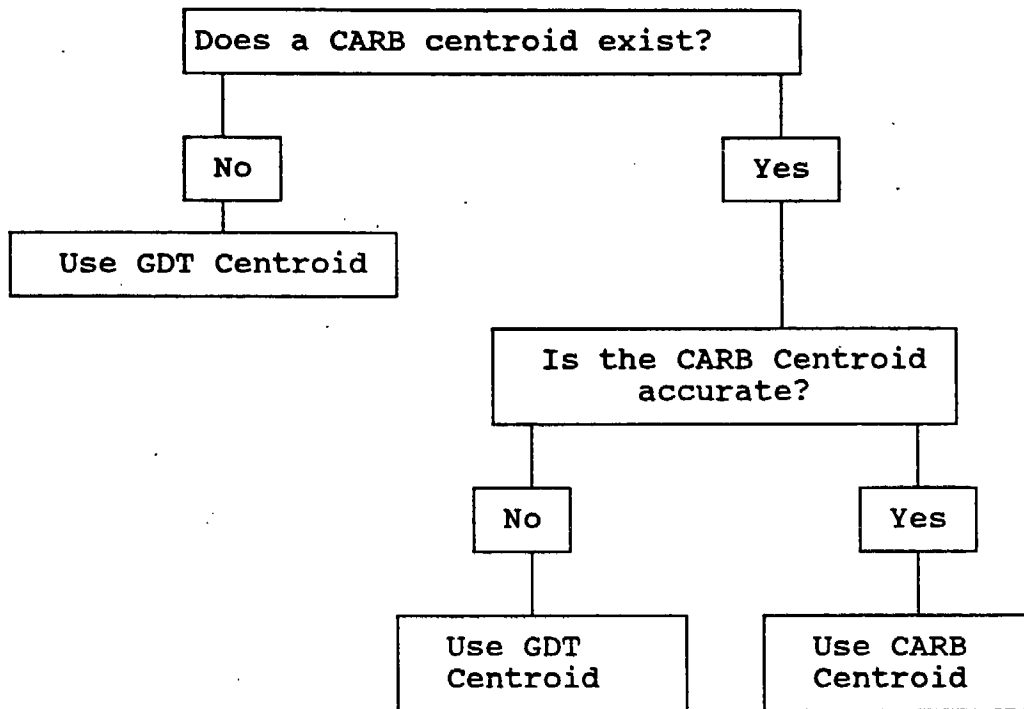 Does a CARB centroid exist?
No
Yes
Use GDT Centroid
Is the CARB Centroid
accurate?
No
Yes
Use GDT
Centroid
Use CARB
Centroid